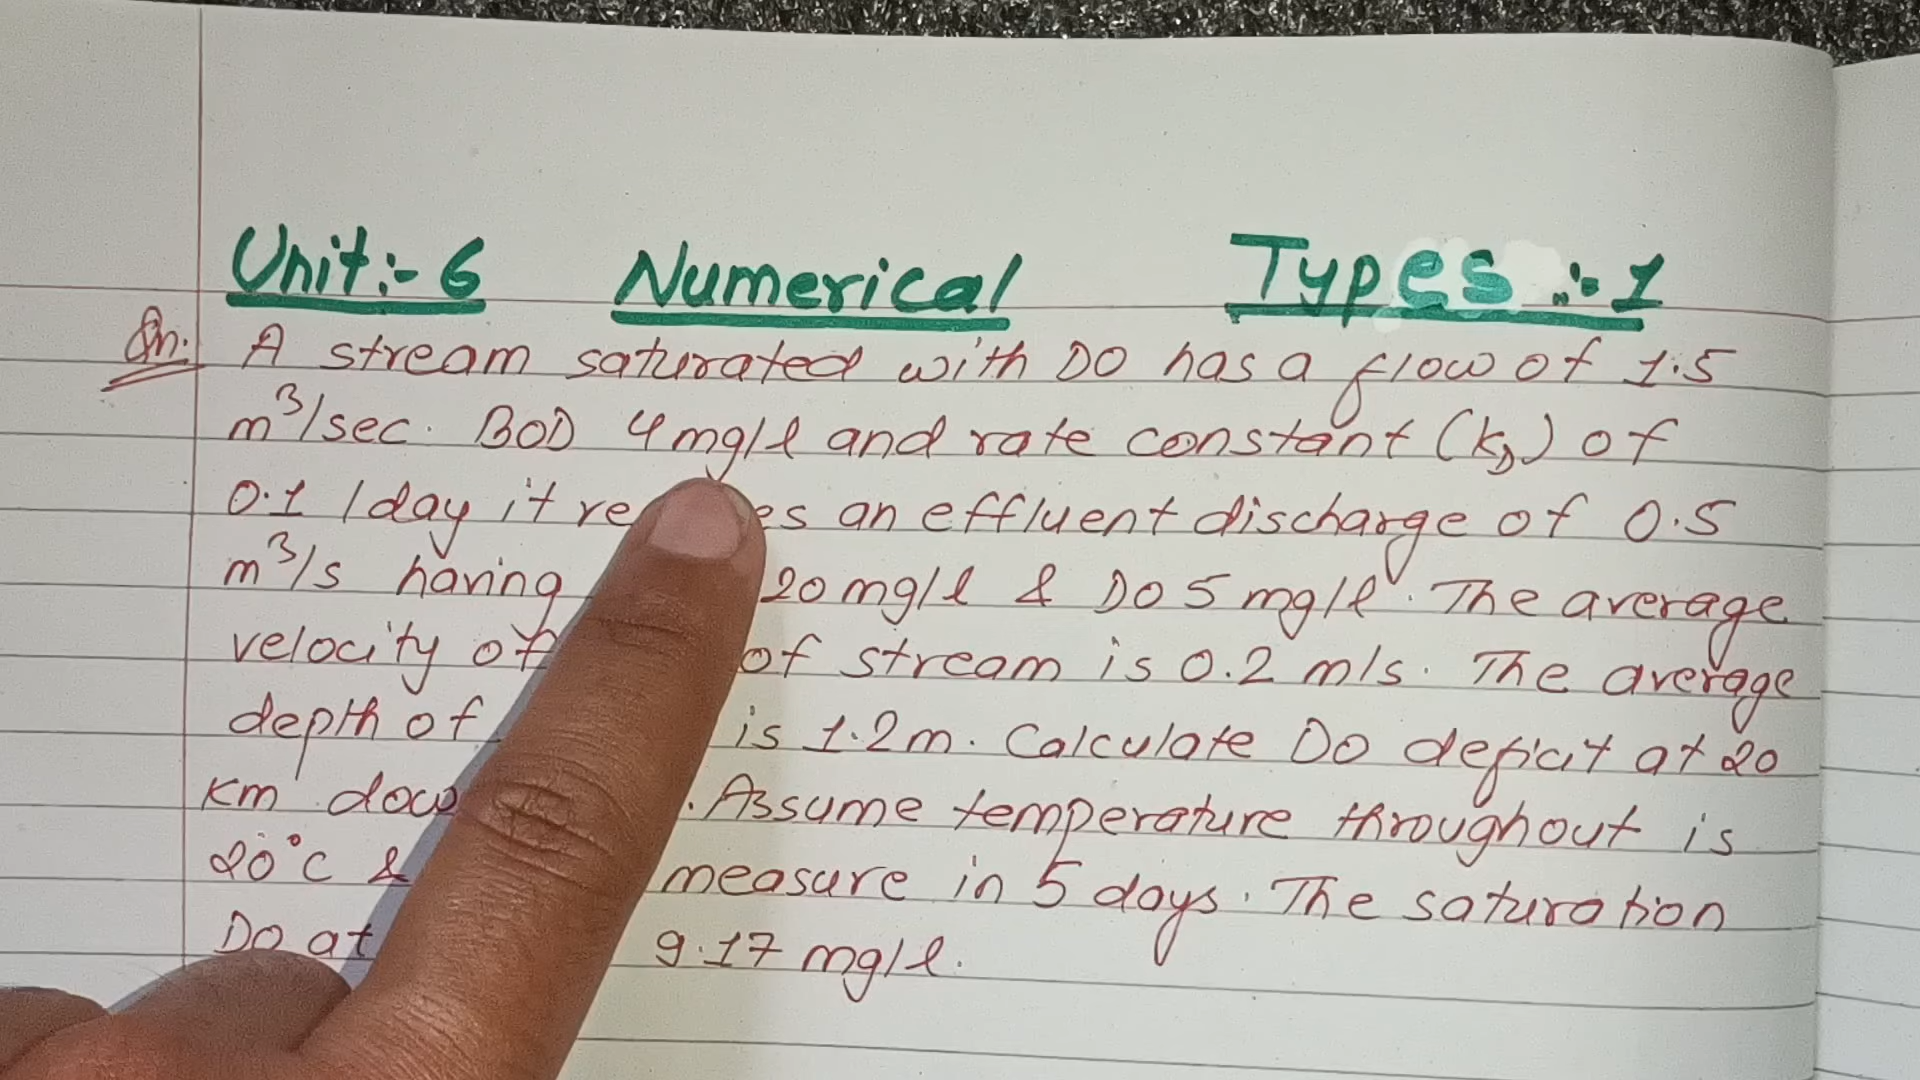 Unit:- 6 Numerical Types :- 1
Qn. A stream saturated with DO has a flow of 1.5
m³/sec. BOD 4 mg/l and rate constant (k_D) of
0.1 /day it es an effluent discharge of 0.5
m³/s having 20 mg/l & DO 5 mg/l. The average
velocity of of stream is 0.2 m/s. The average
depth of is 1.2 m. Calculate DO deficit at 20
Km . Assume temperature throughout is
20°C & measure in 5 days. The saturation
DO at 9.17 mg/l.